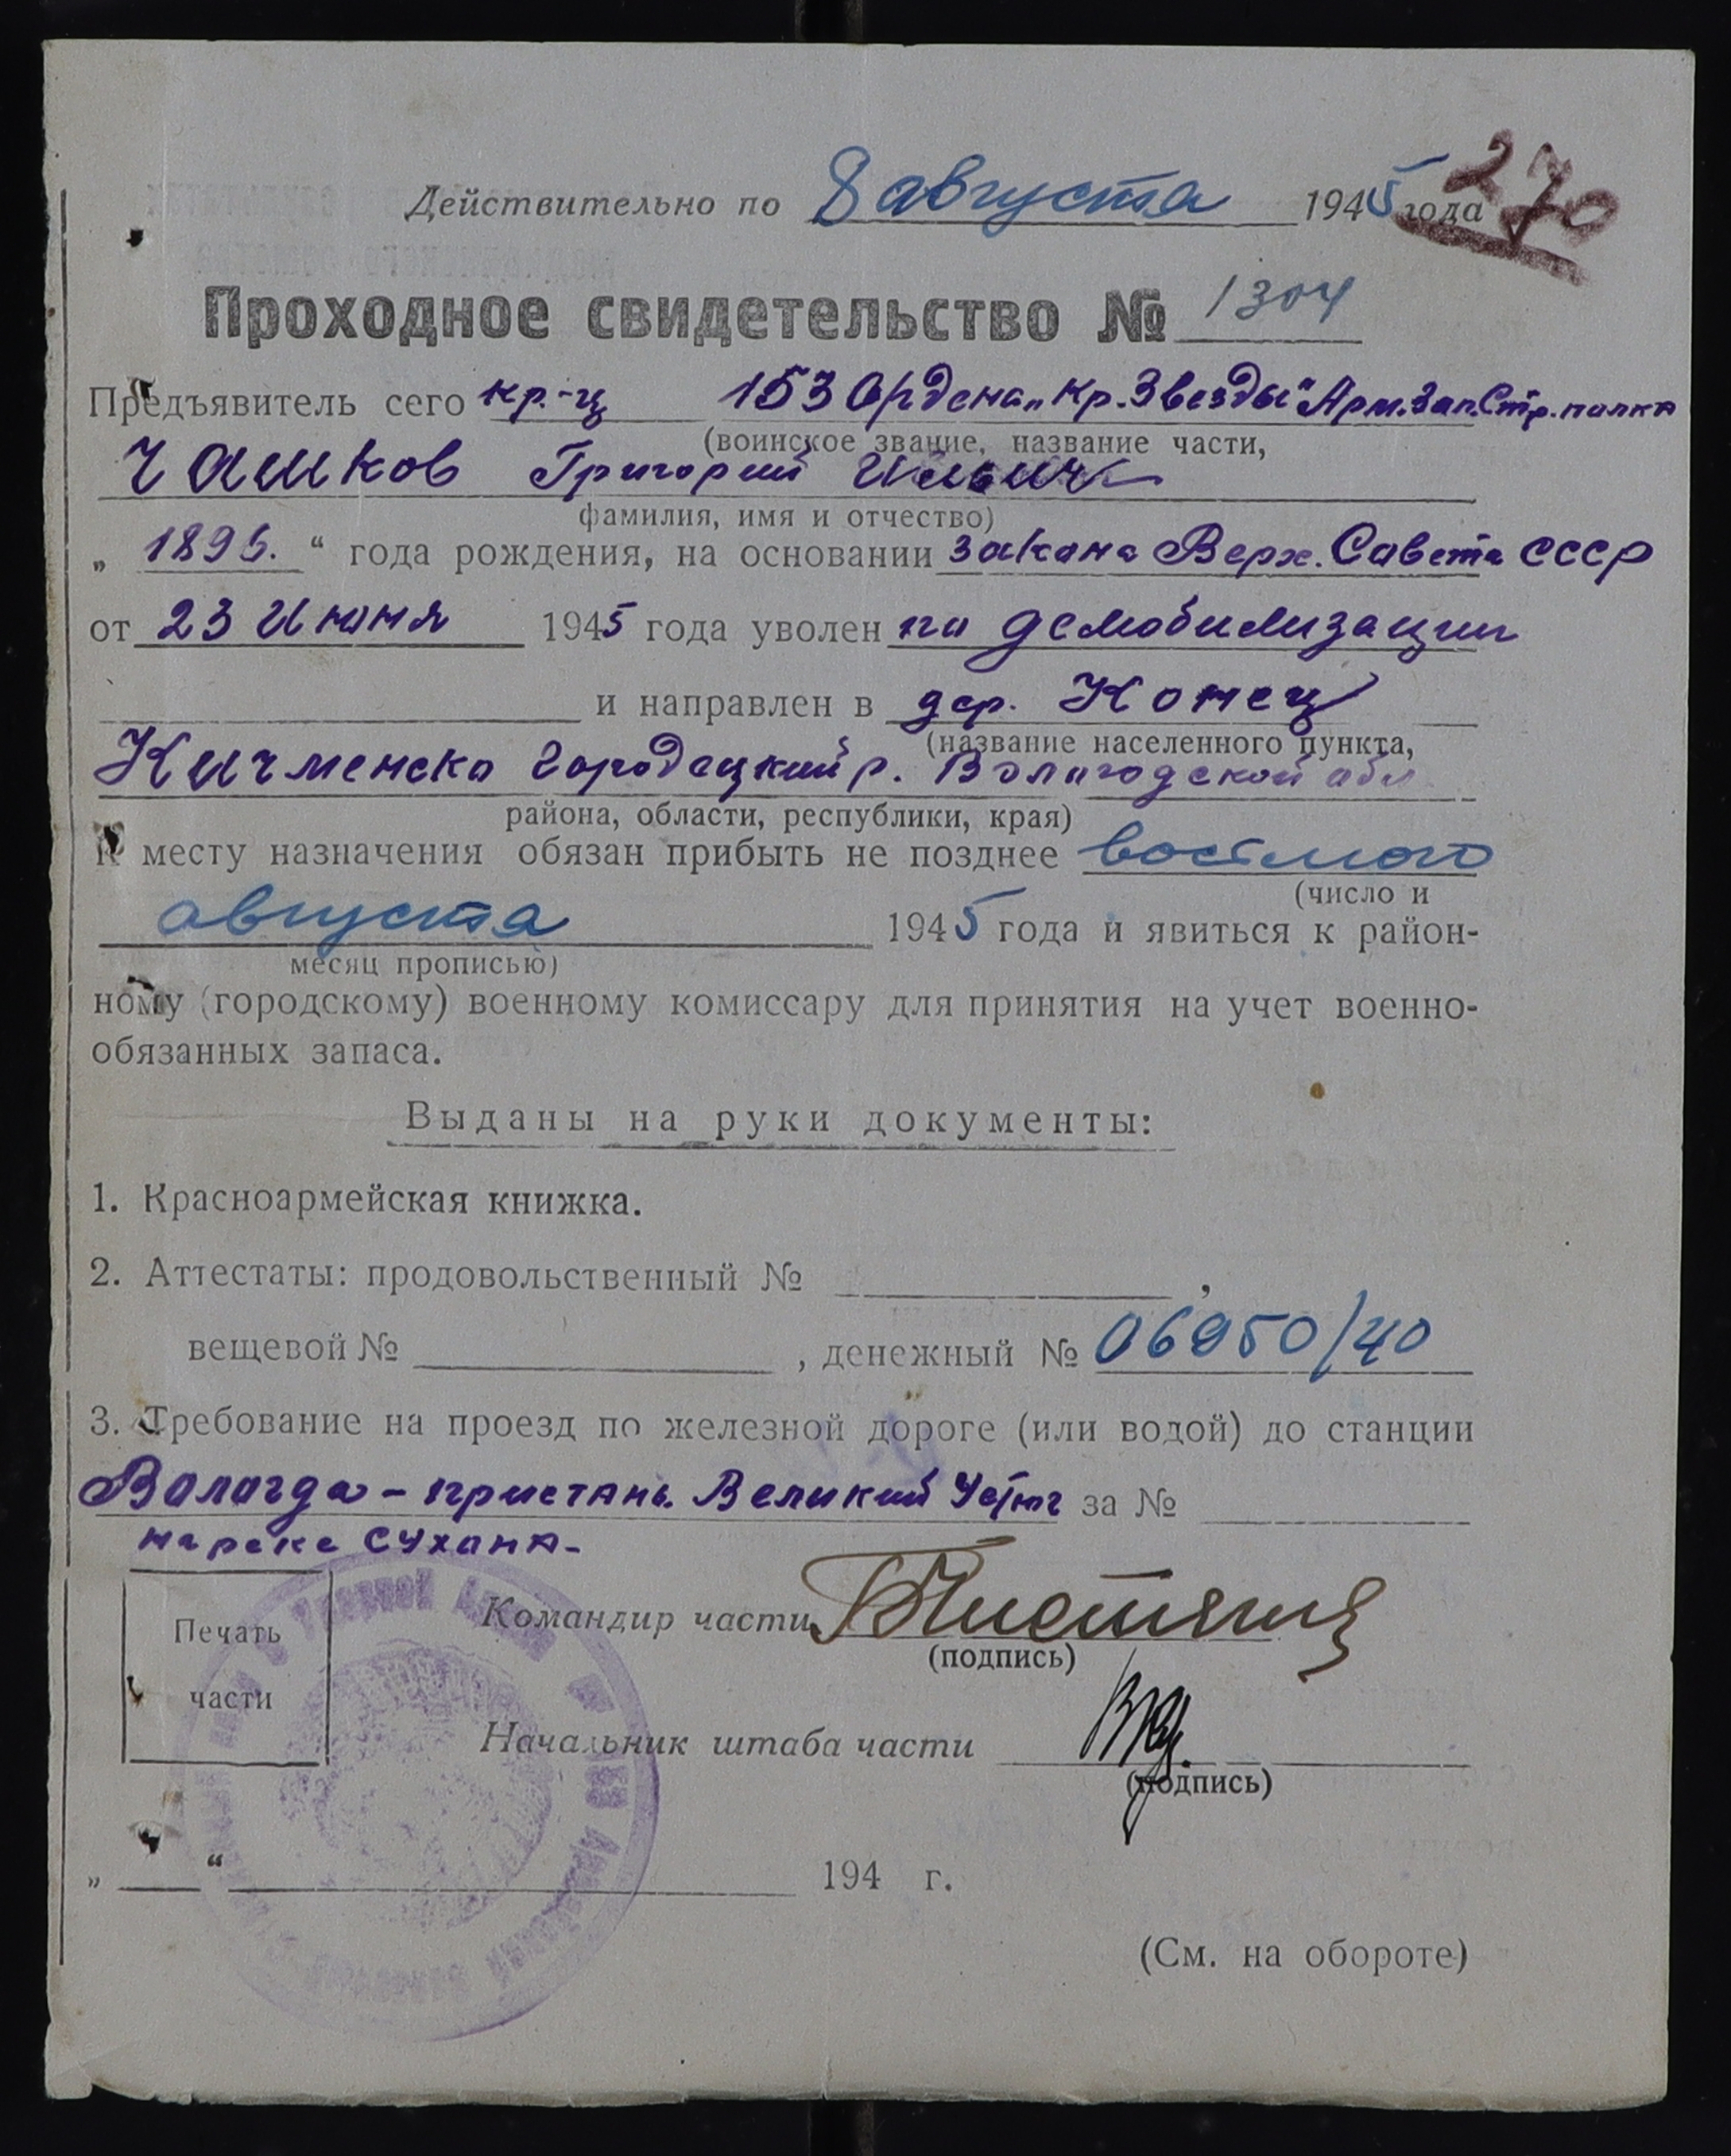 270
Действительно по 8 августа 1945 года
Проходное свидетельство № 1304
Предъявитель сего кр.-ц 153 Ордена „Кр. Звезды" Арм. Зап. Стр. полка
(воинское звание, название части,
Чашков Григорий Ильич
фамилия, имя и отчество)
„ 1895. “ года рождения, на основании закона Верх. Совета СССР
от 23 Июня 1945 года уволен по демобилизации
и направлен в дер. Конец
(название населенного пункта,
Кичменско Городецкий р. Вологодской обл
района, области, республики, края)
К месту назначения обязан прибыть не позднее восьмого
(число и
августа 1945 года и явиться к район-
месяц прописью)
ному (городскому) военному комиссару для принятия на учет военно-
обязанных запаса.
Выданы на руки документы:
1. Красноармейская книжка.
2. Аттестаты: продовольственный № ,
вещевой № , денежный № 06950/40
3. Требование на проезд по железной дороге (или водой) до станции
Вологда – пристань Великий Устюг за №
на реке СУХОНА-
Печать
части
Командир части
(подпись)
Начальник штаба части
(подпись)
„ “ 194 г.
(См. на обороте)